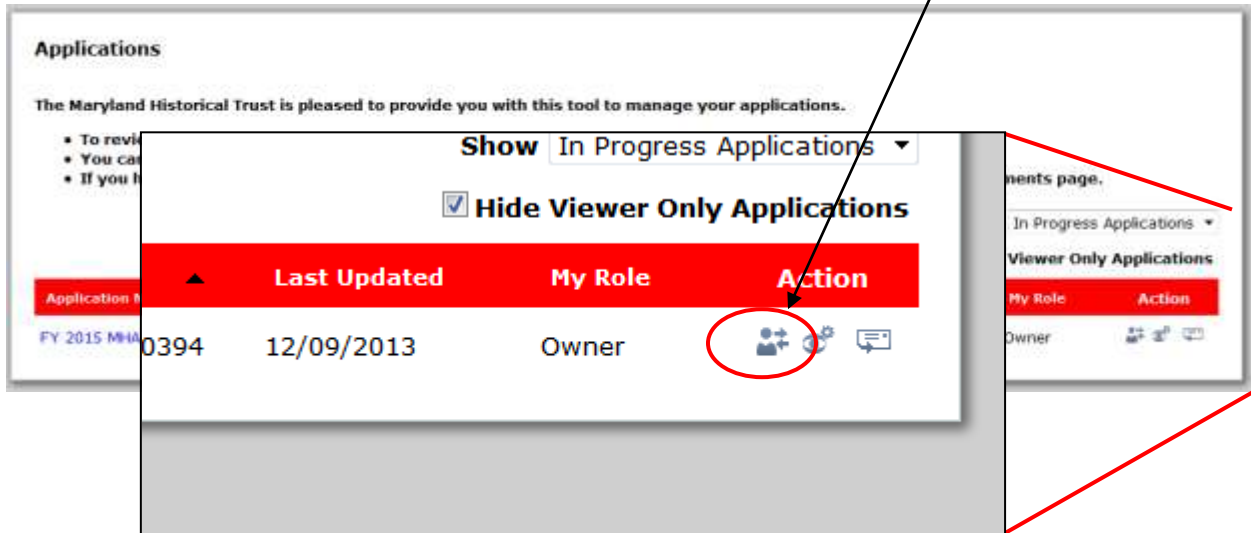 Applications
The Maryland Historical Trust is pleased to provide you with this tool to manage your applications.
• To revi
• You car
• If you h
ments page.
In Progress Applications
Viewer Only Applications
Application
My Role
Action
FY 2015 MHA
Owner
Show In Progress Applications
Hide Viewer Only Applications
Last Updated
My Role
Action
0394
12/09/2013
Owner